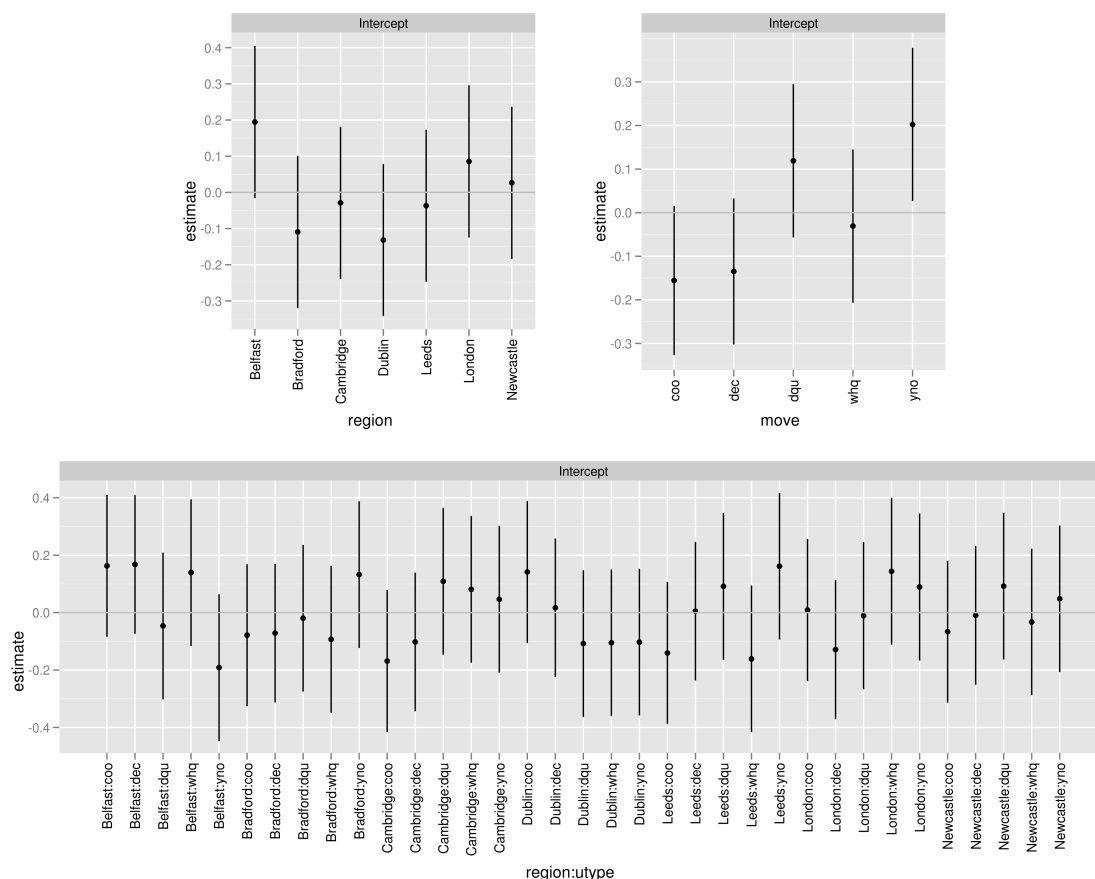 Intercept
0.4
0.3
0.2
0.1
0.0
-0.1
-0.2
-0.3
estimate
Belfast
Bradford
Cambridge
Dublin
Leeds
London
Newcastle
region
Intercept
0.3
0.2
0.1
0.0
-0.1
-0.2
-0.3
estimate
coo
dec
dqu
whq
yno
move
Intercept
0.4
0.2
0.0
-0.2
-0.4
estimate
Belfast:coo
Belfast:dec
Belfast:dqu
Belfast:whq
Belfast:yno
Bradford:coo
Bradford:dec
Bradford:dqu
Bradford:whq
Bradford:yno
Cambridge:coo
Cambridge:dec
Cambridge:dqu
Cambridge:whq
Cambridge:yno
Dublin:coo
Dublin:dec
Dublin:dqu
Dublin:whq
Dublin:yno
Leeds:coo
Leeds:dec
Leeds:dqu
Leeds:whq
Leeds:yno
London:coo
London:dec
London:dqu
London:whq
London:yno
Newcastle:coo
Newcastle:dec
Newcastle:dqu
Newcastle:whq
Newcastle:yno
region:utype